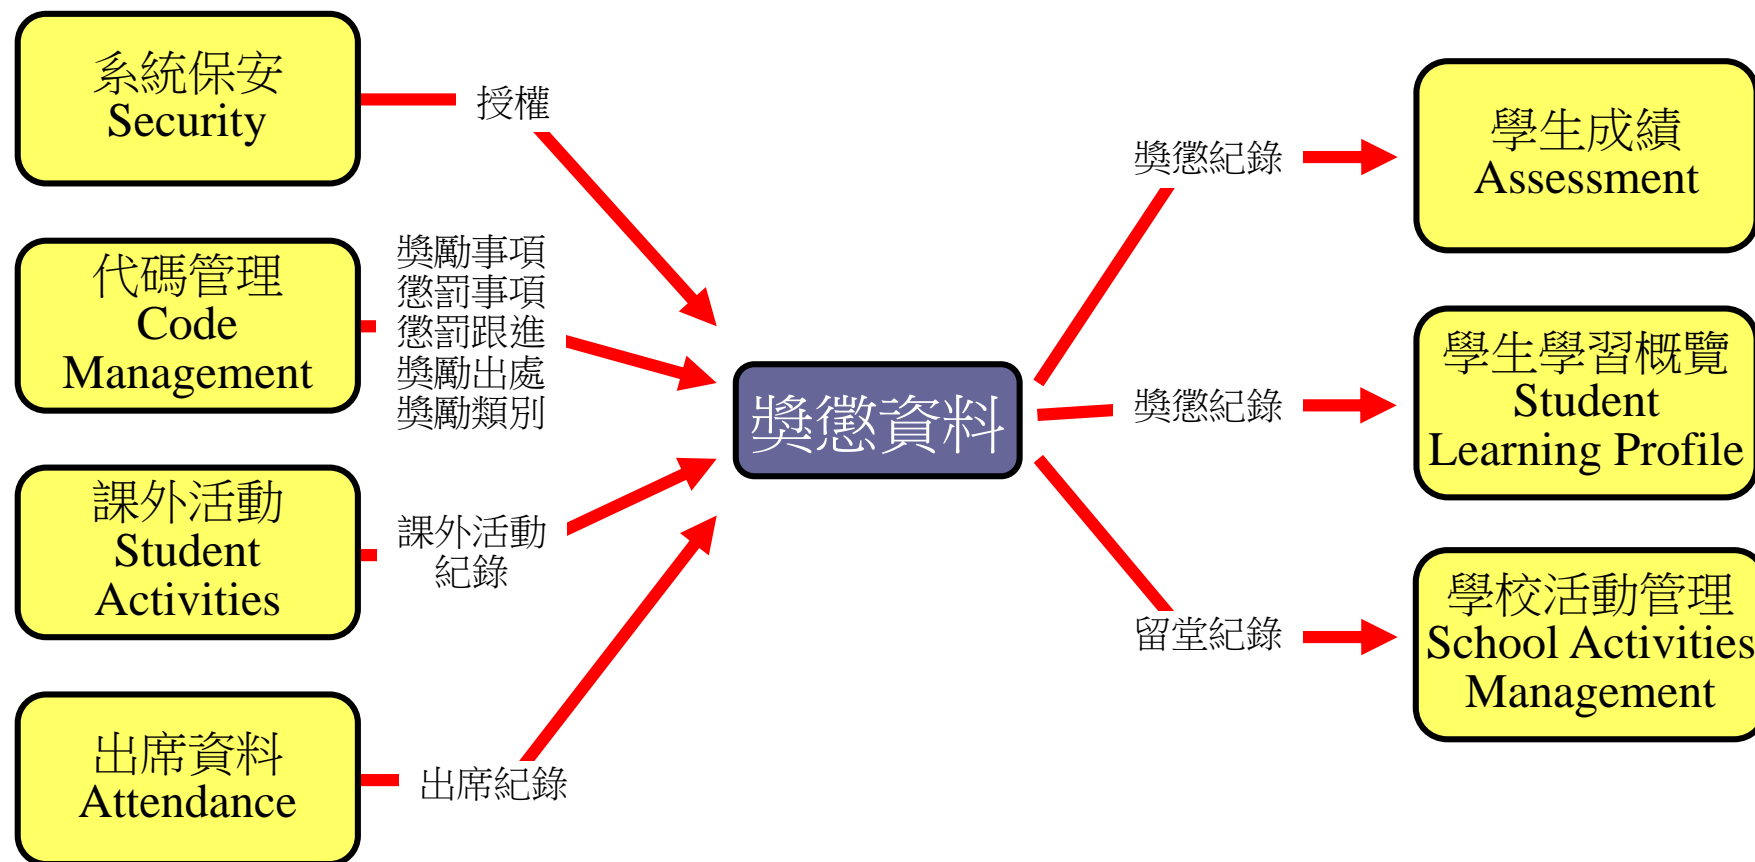 系統保安
Security
授權
代碼管理
Code
Management
獎勵事項
懲罰事項
懲罰跟進
獎勵出處
獎勵類別
課外活動
Student
Activities
課外活動
紀錄
出席資料
Attendance
出席紀錄
獎懲資料
獎懲紀錄
學生成績
Assessment
獎懲紀錄
學生學習概覽
Student
Learning Profile
留堂紀錄
學校活動管理
School Activities
Management